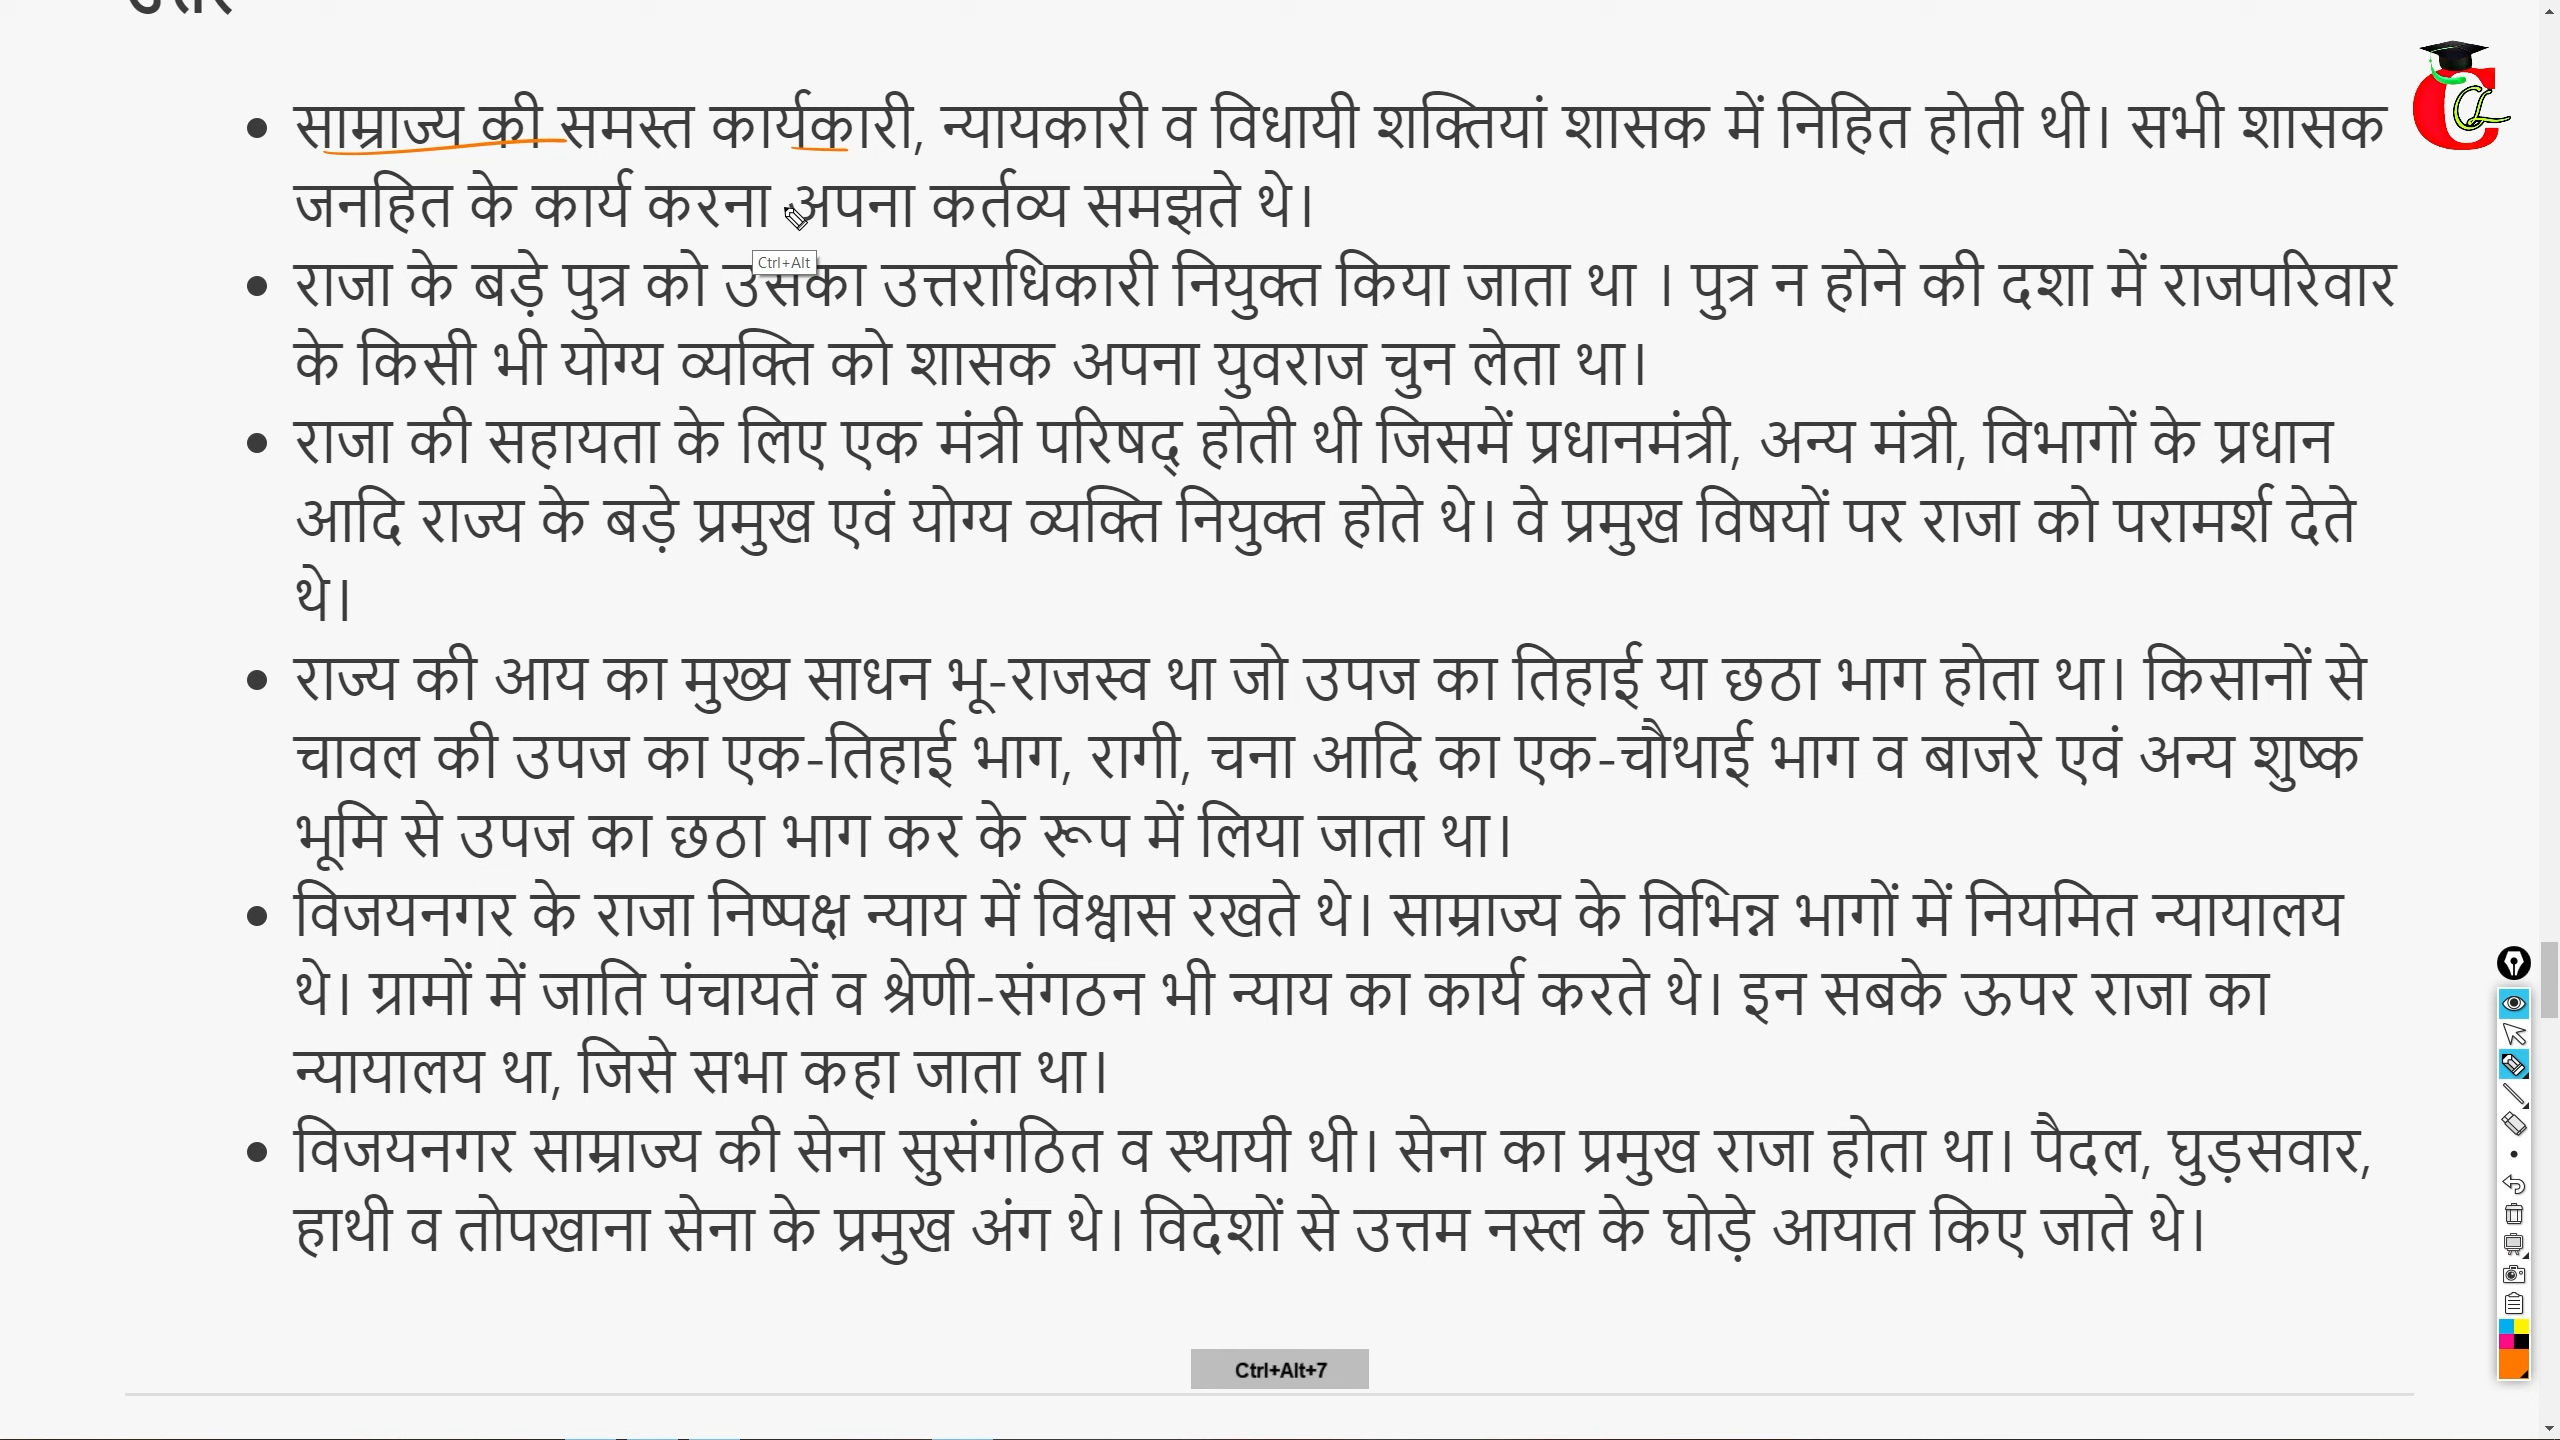 उत्तर
• साम्राज्य की समस्त कार्यकारी, न्यायकारी व विधायी शक्तियां शासक में निहित होती थी। सभी शासक
जनहित के कार्य करना अपना कर्तव्य समझते थे।
Ctrl+Alt
• राजा के बड़े पुत्र को उसका उत्तराधिकारी नियुक्त किया जाता था । पुत्र न होने की दशा में राजपरिवार
के किसी भी योग्य व्यक्ति को शासक अपना युवराज चुन लेता था।
• राजा की सहायता के लिए एक मंत्री परिषद् होती थी जिसमें प्रधानमंत्री, अन्य मंत्री, विभागों के प्रधान
आदि राज्य के बड़े प्रमुख एवं योग्य व्यक्ति नियुक्त होते थे। वे प्रमुख विषयों पर राजा को परामर्श देते
थे।
• राज्य की आय का मुख्य साधन भू-राजस्व था जो उपज का तिहाई या छठा भाग होता था। किसानों से
चावल की उपज का एक-तिहाई भाग, रागी, चना आदि का एक-चौथाई भाग व बाजरे एवं अन्य शुष्क
भूमि से उपज का छठा भाग कर के रूप में लिया जाता था।
• विजयनगर के राजा निष्पक्ष न्याय में विश्वास रखते थे। साम्राज्य के विभिन्न भागों में नियमित न्यायालय
थे। ग्रामों में जाति पंचायतें व श्रेणी-संगठन भी न्याय का कार्य करते थे। इन सबके ऊपर राजा का
न्यायालय था, जिसे सभा कहा जाता था।
• विजयनगर साम्राज्य की सेना सुसंगठित व स्थायी थी। सेना का प्रमुख राजा होता था। पैदल, घुड़सवार,
हाथी व तोपखाना सेना के प्रमुख अंग थे। विदेशों से उत्तम नस्ल के घोड़े आयात किए जाते थे।
Ctrl+Alt+7